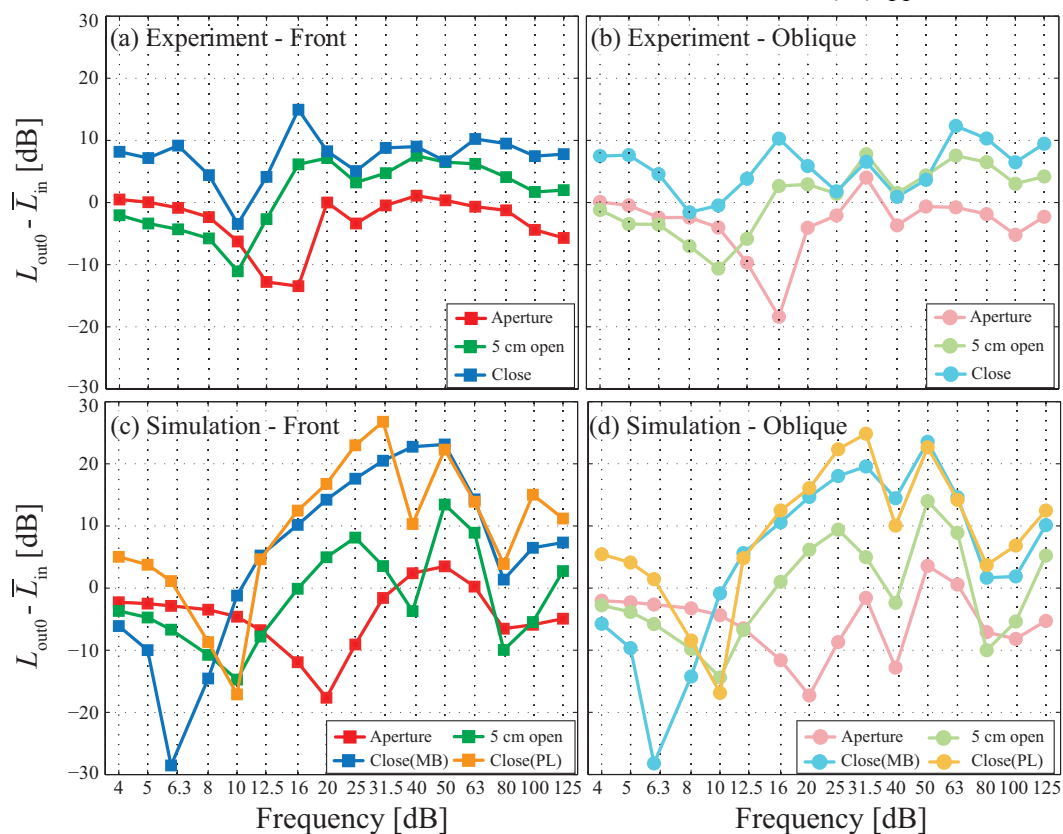 (a) Experiment - Front
(b) Experiment - Oblique
30
20
10
0
−10
−20
−30
L_out0 - L̅_in [dB]
Aperture
5 cm open
Close
Aperture
5 cm open
Close
(c) Simulation - Front
(d) Simulation - Oblique
30
20
10
0
−10
−20
−30
L_out0 - L̅_in [dB]
Aperture 5 cm open
Close(MB) Close(PL)
Aperture 5 cm open
Close(MB) Close(PL)
4 5 6.3 8 10 12.5 16 20 25 31.5 40 50 63 80 100 125
4 5 6.3 8 10 12.5 16 20 25 31.5 40 50 63 80 100 125
Frequency [dB]
Frequency [dB]